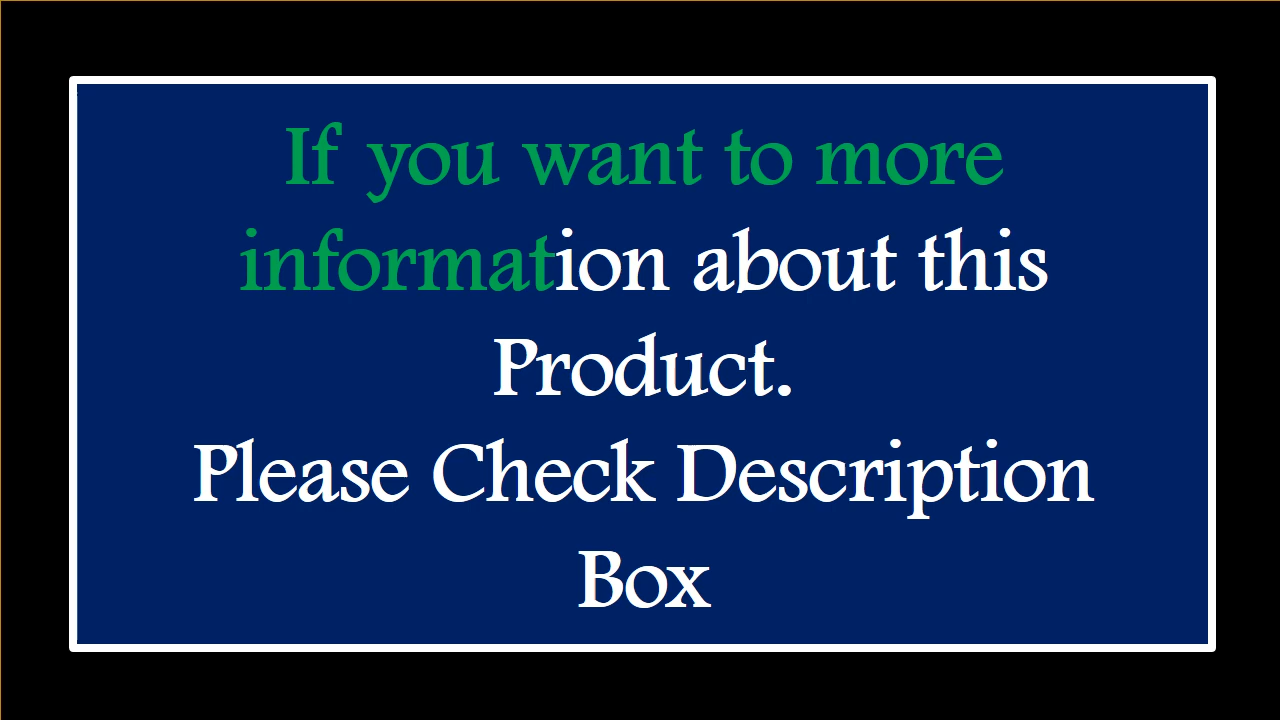 If you want to more
information about this
Product.
Please Check Description
Box